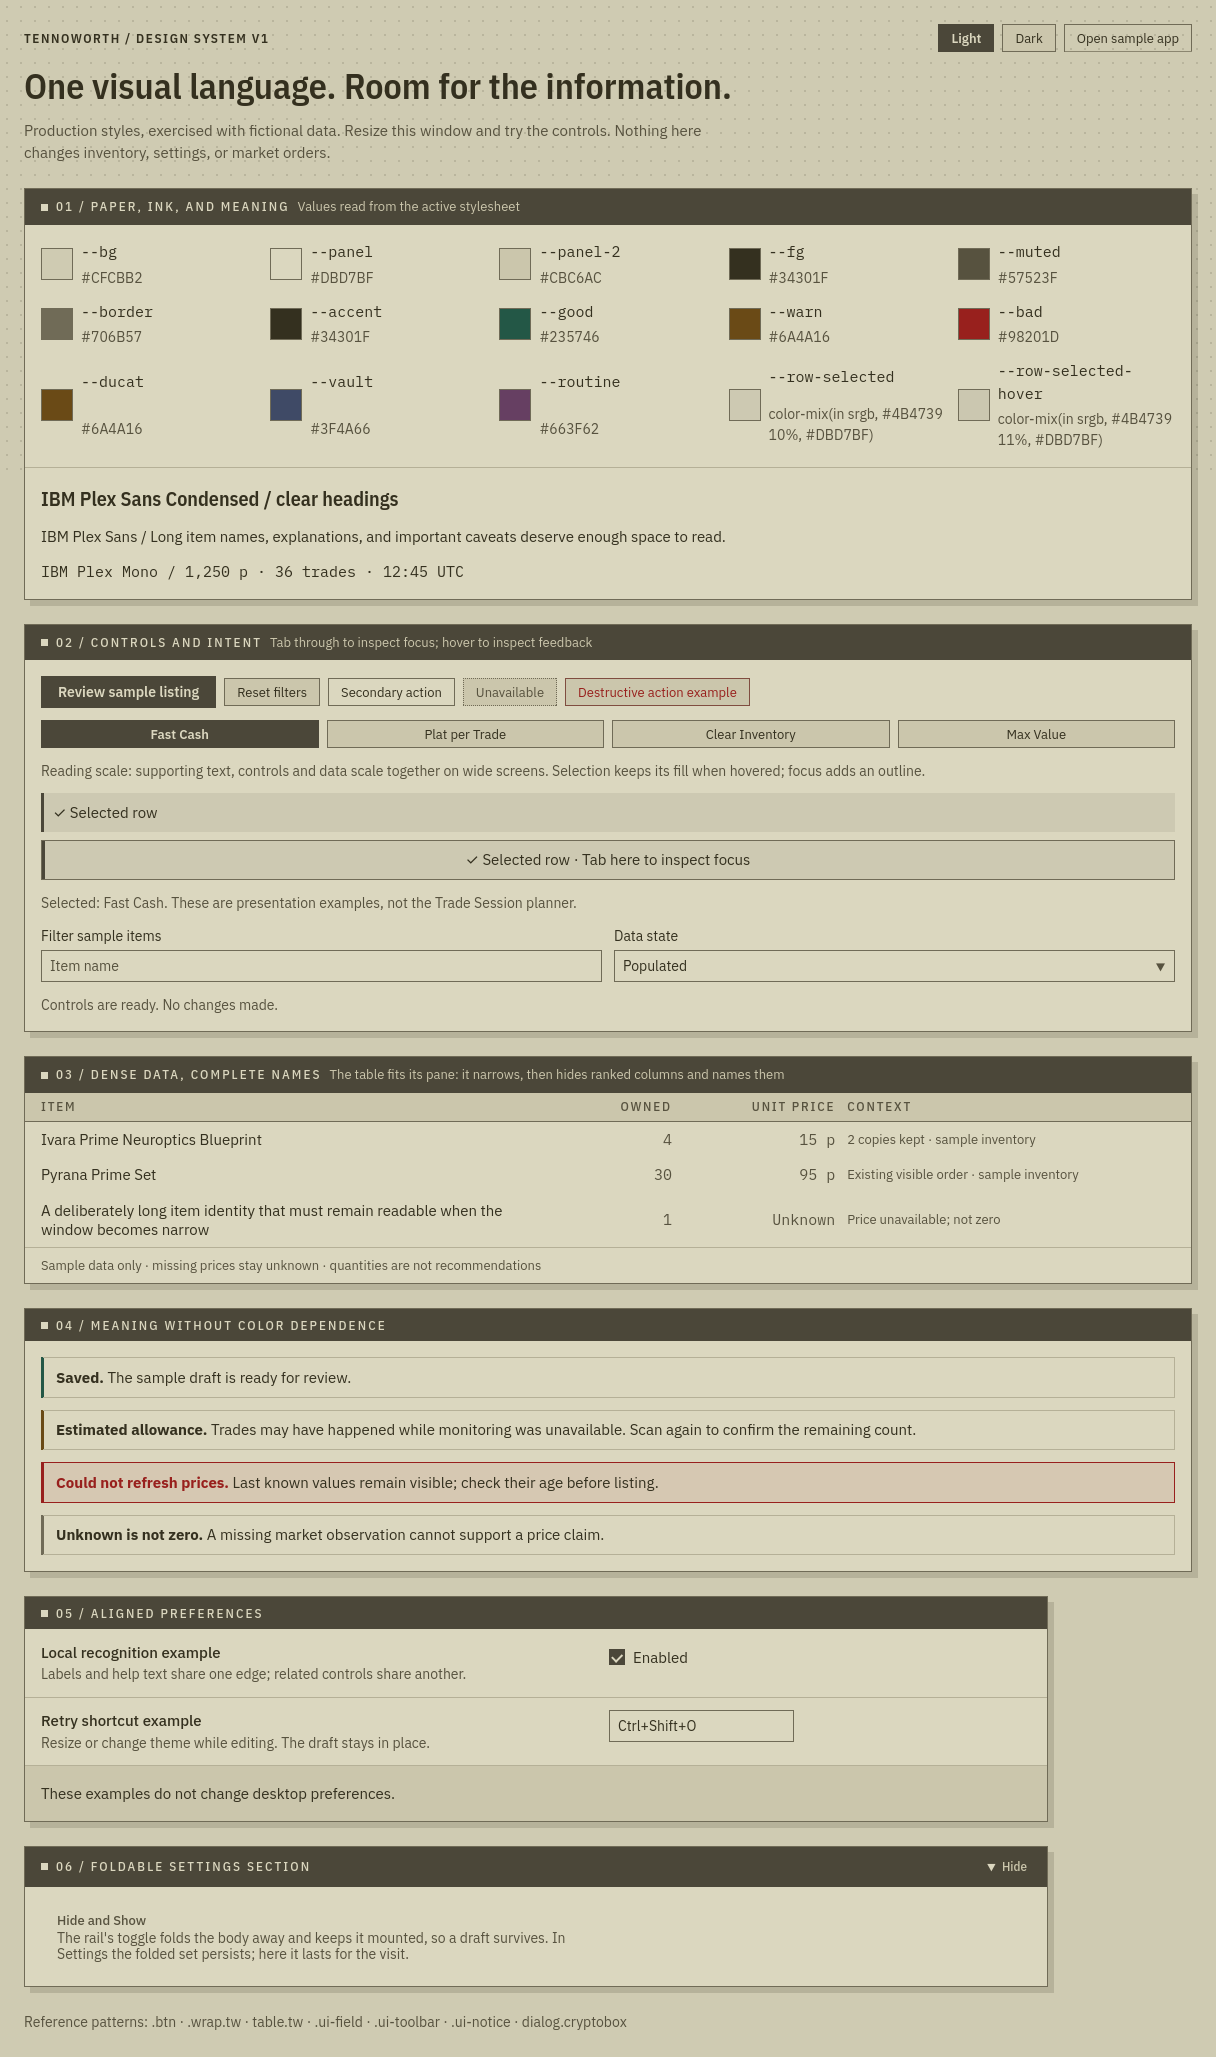 TENNOWORTH / DESIGN SYSTEM V1
Light
Dark
Open sample app
One visual language. Room for the information.
Production styles, exercised with fictional data. Resize this window and try the controls. Nothing here
changes inventory, settings, or market orders.
01 / PAPER, INK, AND MEANING Values read from the active stylesheet
--bg
#CFCBB2
--panel
#DBD7BF
--panel-2
#CBC6AC
--fg
#34301F
--muted
#57523F
--border
#706B57
--accent
#34301F
--good
#235746
--warn
#6A4A16
--bad
#98201D
--ducat
#6A4A16
--vault
#3F4A66
--routine
#663F62
--row-selected
color-mix(in srgb, #4B4739
10%, #DBD7BF)
--row-selected-
hover
color-mix(in srgb, #4B4739
11%, #DBD7BF)
IBM Plex Sans Condensed / clear headings
IBM Plex Sans / Long item names, explanations, and important caveats deserve enough space to read.
IBM Plex Mono / 1,250 p · 36 trades · 12:45 UTC
02 / CONTROLS AND INTENT Tab through to inspect focus; hover to inspect feedback
Review sample listing
Reset filters
Secondary action
Unavailable
Destructive action example
Fast Cash
Plat per Trade
Clear Inventory
Max Value
Reading scale: supporting text, controls and data scale together on wide screens. Selection keeps its fill when hovered; focus adds an outline.
✓ Selected row
✓ Selected row · Tab here to inspect focus
Selected: Fast Cash. These are presentation examples, not the Trade Session planner.
Filter sample items
Data state
Item name
Populated
Controls are ready. No changes made.
03 / DENSE DATA, COMPLETE NAMES The table fits its pane: it narrows, then hides ranked columns and names them
ITEM OWNED UNIT PRICE CONTEXT
Ivara Prime Neuroptics Blueprint 4 15 p 2 copies kept · sample inventory
Pyrana Prime Set 30 95 p Existing visible order · sample inventory
A deliberately long item identity that must remain readable when the
window becomes narrow
1 Unknown Price unavailable; not zero
Sample data only · missing prices stay unknown · quantities are not recommendations
04 / MEANING WITHOUT COLOR DEPENDENCE
Saved. The sample draft is ready for review.
Estimated allowance. Trades may have happened while monitoring was unavailable. Scan again to confirm the remaining count.
Could not refresh prices. Last known values remain visible; check their age before listing.
Unknown is not zero. A missing market observation cannot support a price claim.
05 / ALIGNED PREFERENCES
Local recognition example
Labels and help text share one edge; related controls share another.
Enabled
Retry shortcut example
Resize or change theme while editing. The draft stays in place.
Ctrl+Shift+O
These examples do not change desktop preferences.
06 / FOLDABLE SETTINGS SECTION
▼ Hide
Hide and Show
The rail's toggle folds the body away and keeps it mounted, so a draft survives. In
Settings the folded set persists; here it lasts for the visit.
Reference patterns: .btn · .wrap.tw · table.tw · .ui-field · .ui-toolbar · .ui-notice · dialog.cryptobox